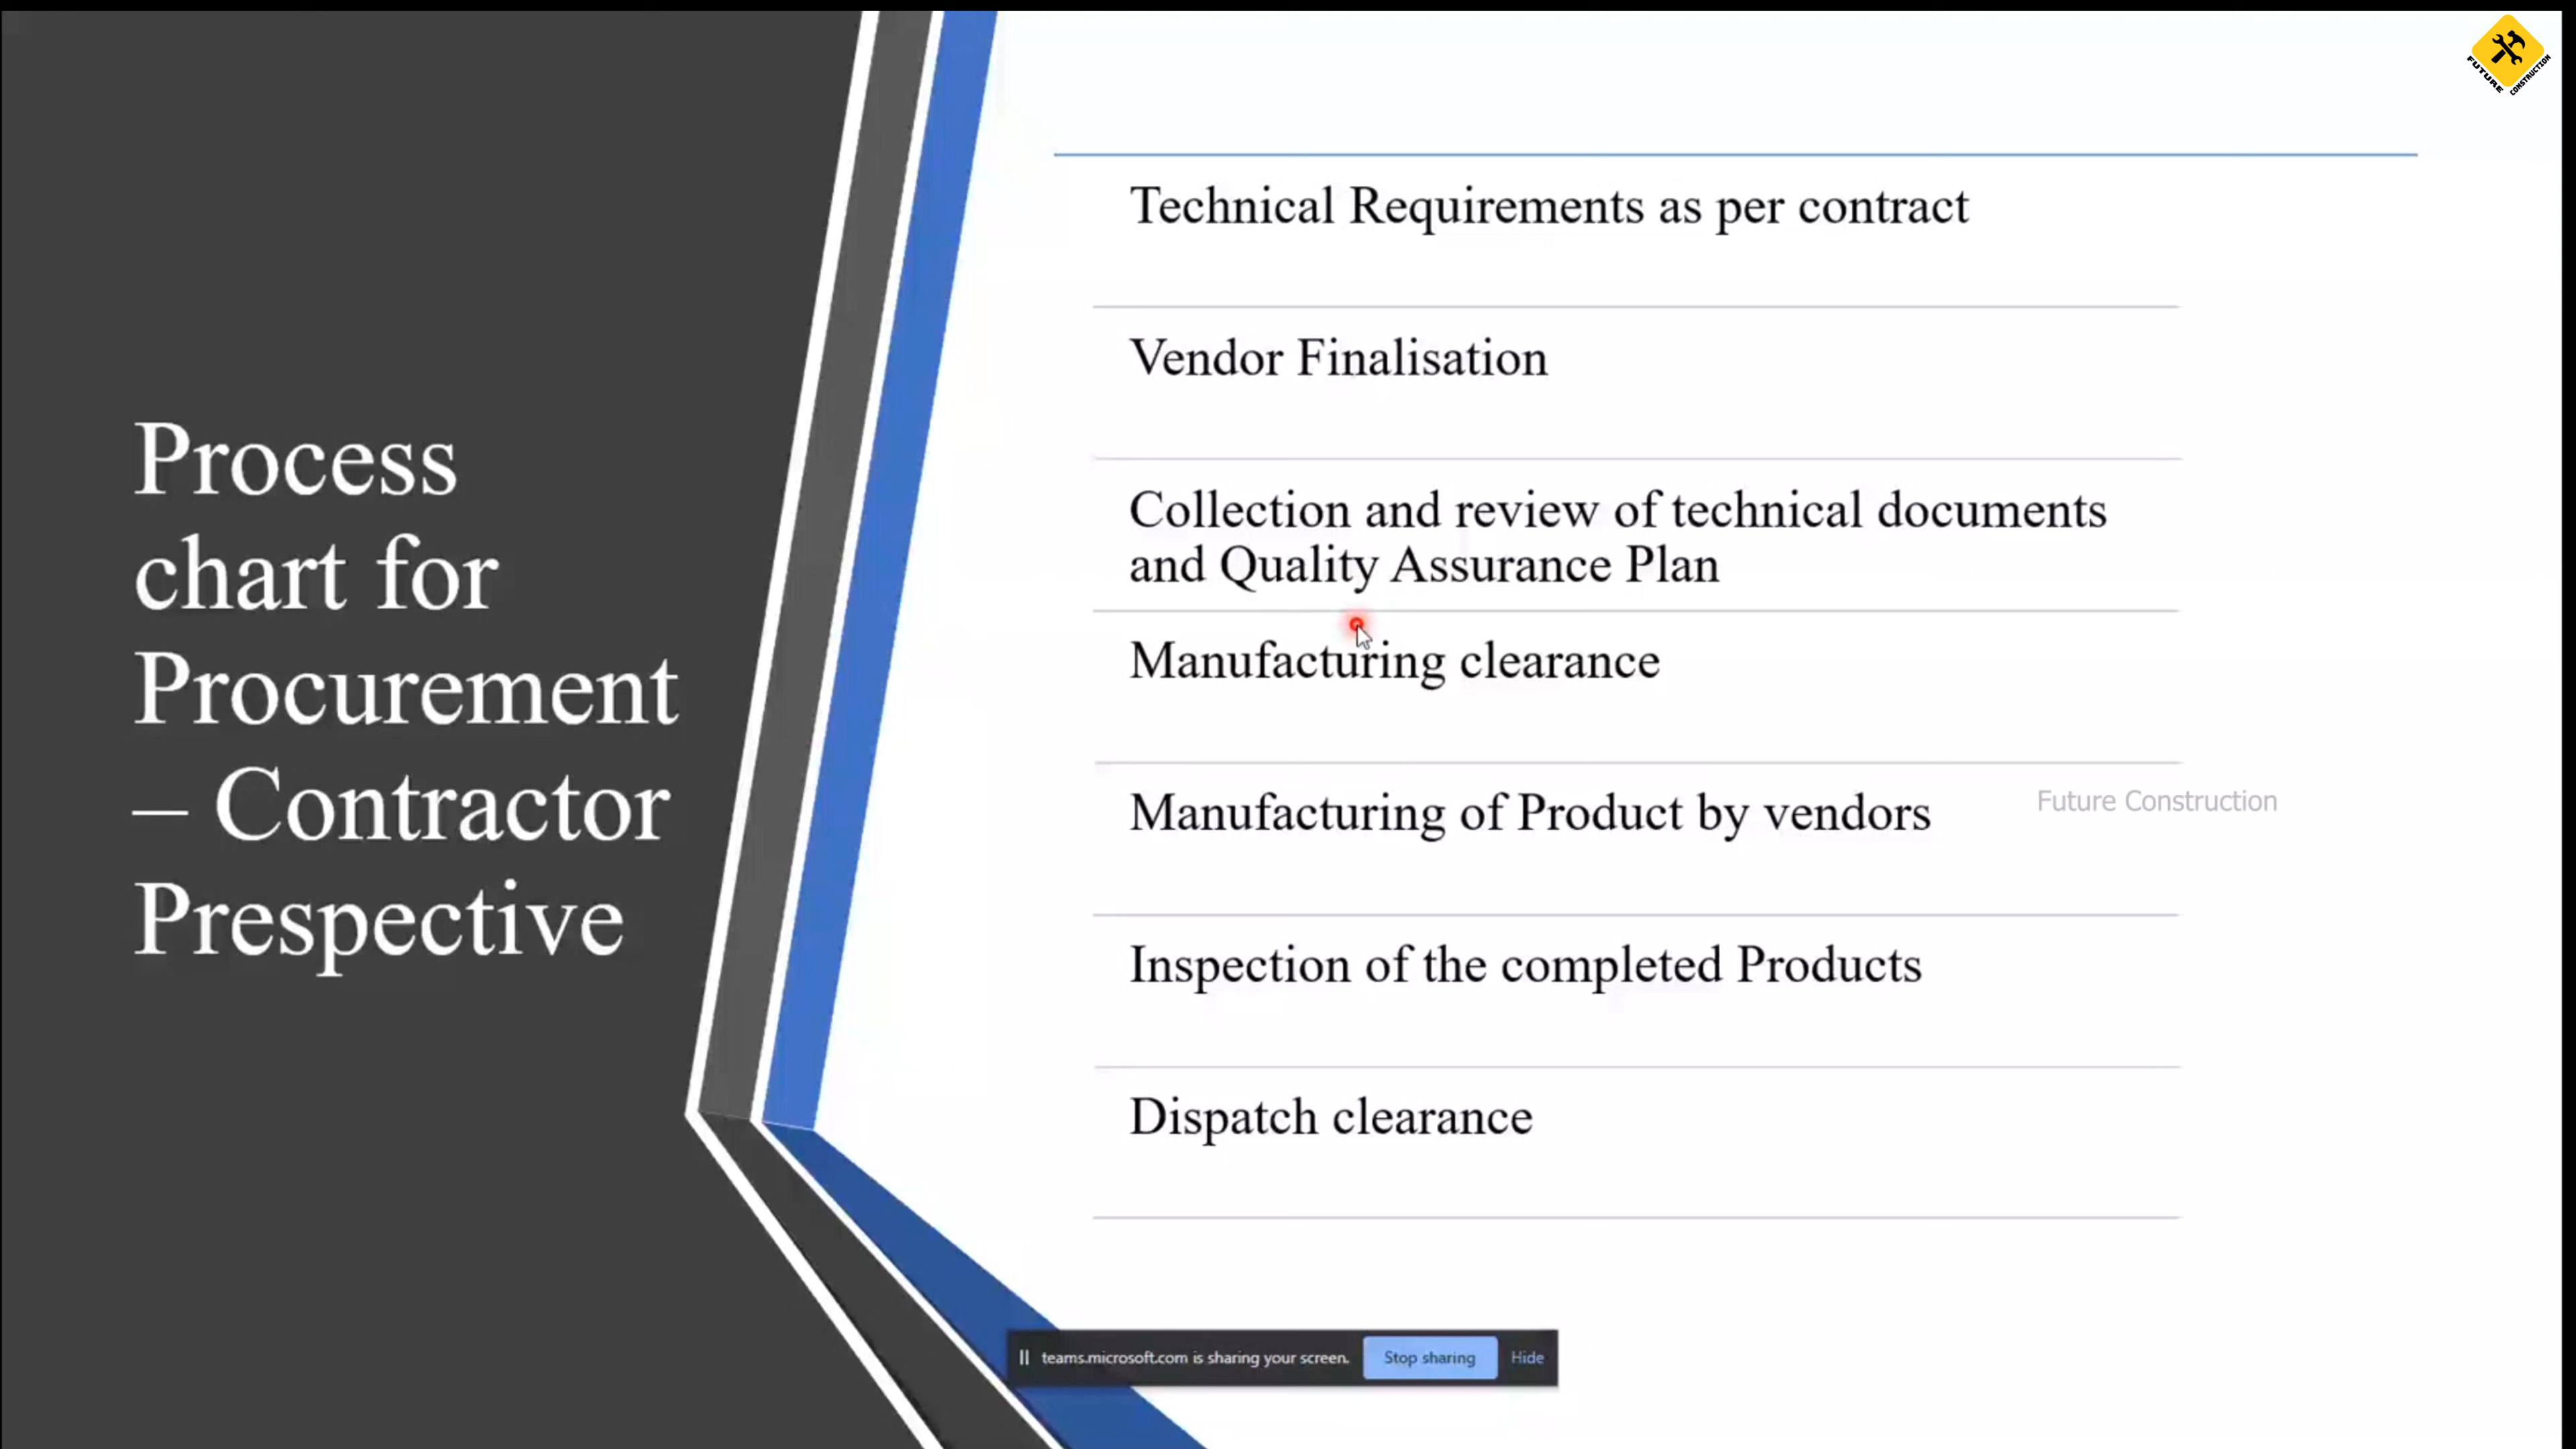 Process
chart for
Procurement
– Contractor
Prespective
Technical Requirements as per contract
Vendor Finalisation
Collection and review of technical documents
and Quality Assurance Plan
Manufacturing clearance
Manufacturing of Product by vendors
Inspection of the completed Products
Dispatch clearance
Future Construction
FUTURE CONSTRUCTION
teams.microsoft.com is sharing your screen. Stop sharing Hide